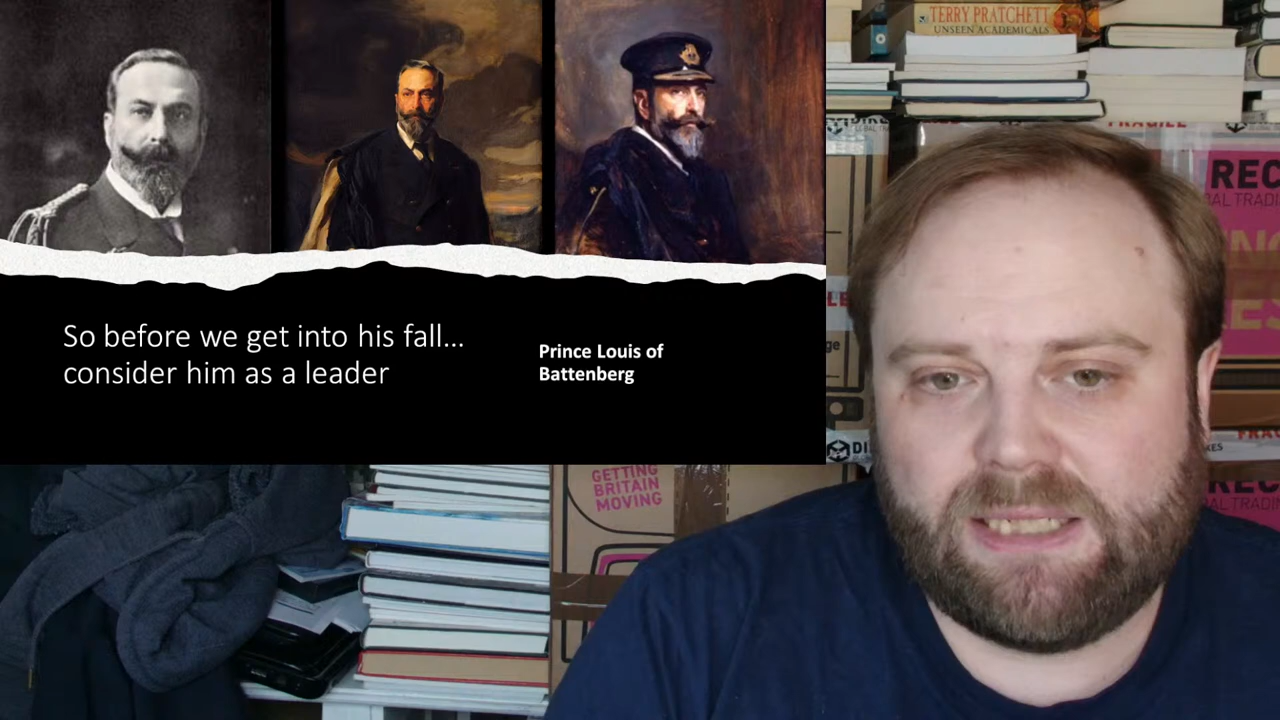 TERRY PRATCHETT
UNSEEN ACADEMICALS
FRAGILE
REC
So before we get into his fall...
consider him as a leader
Prince Louis of
Battenberg
GETTING
BRITAIN
MOVING